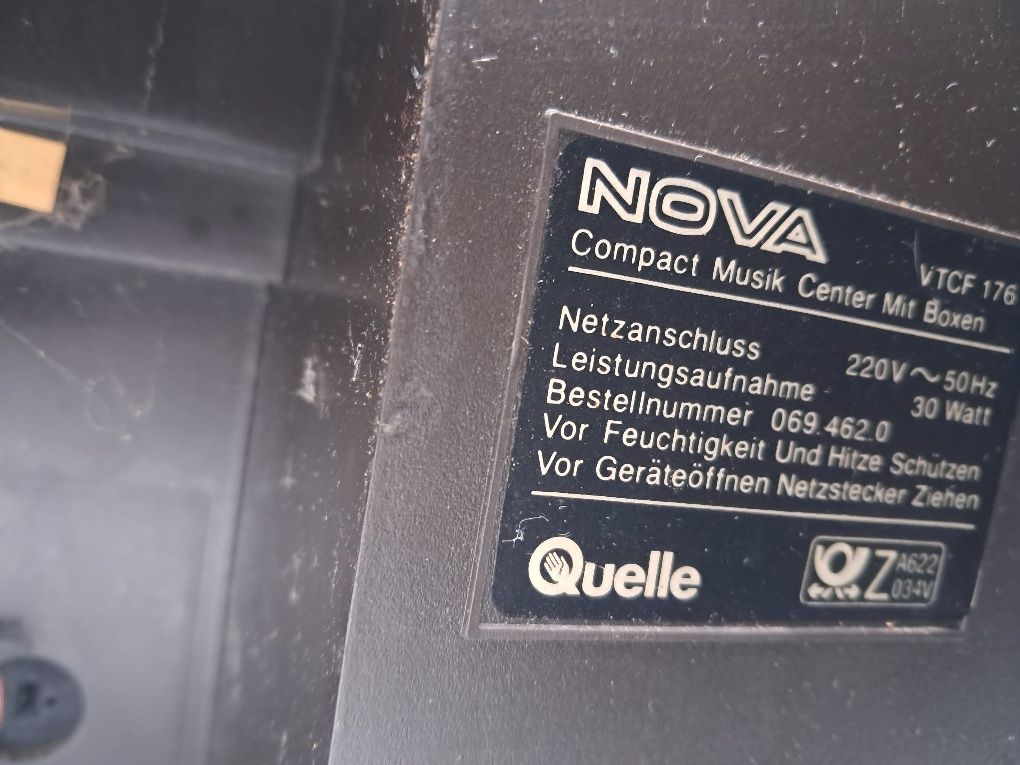 NOVA
Compact Musik Center Mit Boxen VTCF 176
Netzanschluss 220V ~ 50Hz
Leistungsaufnahme 30 Watt
Bestellnummer 069.462.0
Vor Feuchtigkeit Und Hitze Schützen
Vor Geräteöffnen Netzstecker Ziehen
Quelle
Z A622
034V